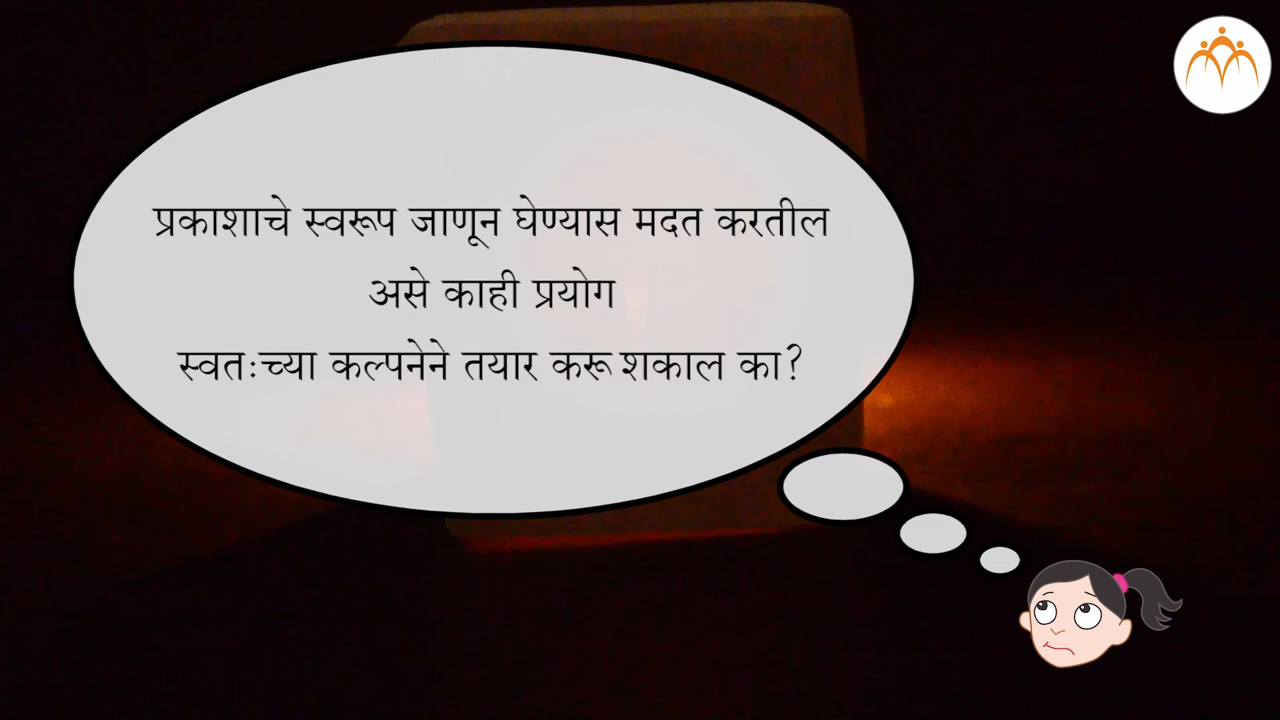 प्रकाशाचे स्वरूप जाणून घेण्यास मदत करतील
असे काही प्रयोग
स्वतःच्या कल्पनेने तयार करू शकाल का?